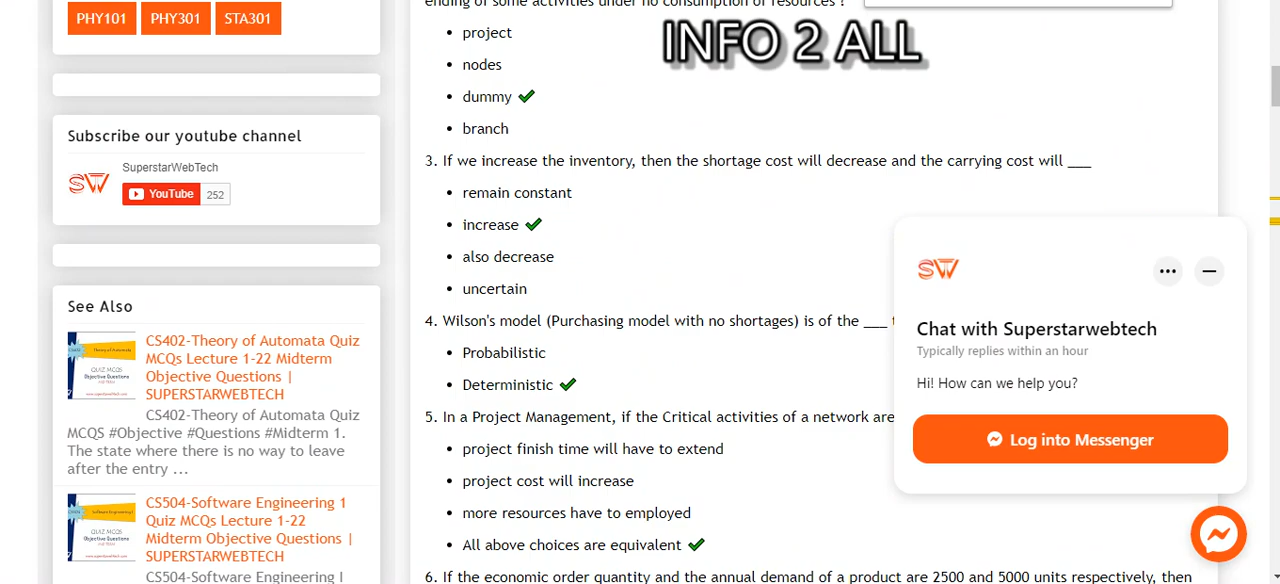 PHY101 PHY301 STA301
Subscribe our youtube channel
SW
SuperstarWebTech
YouTube 252
See Also
CS402-Theory of Automata Quiz
MCQs Lecture 1-22 Midterm
Objective Questions |
SUPERSTARWEBTECH
CS402-Theory of Automata Quiz
MCQS #Objective #Questions #Midterm 1.
The state where there is no way to leave
after the entry ...
CS504-Software Engineering 1
Quiz MCQs Lecture 1-22
Midterm Objective Questions |
SUPERSTARWEBTECH
CS504-Software Engineering I
ending of some activities under no consumption of resources ?
INFO 2 ALL
• project
• nodes
• dummy ✔
• branch
3. If we increase the inventory, then the shortage cost will decrease and the carrying cost will ___
• remain constant
• increase ✔
• also decrease
• uncertain
4. Wilson's model (Purchasing model with no shortages) is of the ___
• Probabilistic
• Deterministic ✔
5. In a Project Management, if the Critical activities of a network are
• project finish time will have to extend
• project cost will increase
• more resources have to employed
• All above choices are equivalent ✔
6. If the economic order quantity and the annual demand of a product are 2500 and 5000 units respectively, then
SW
Chat with Superstarwebtech
Typically replies within an hour
Hi! How can we help you?
Log into Messenger